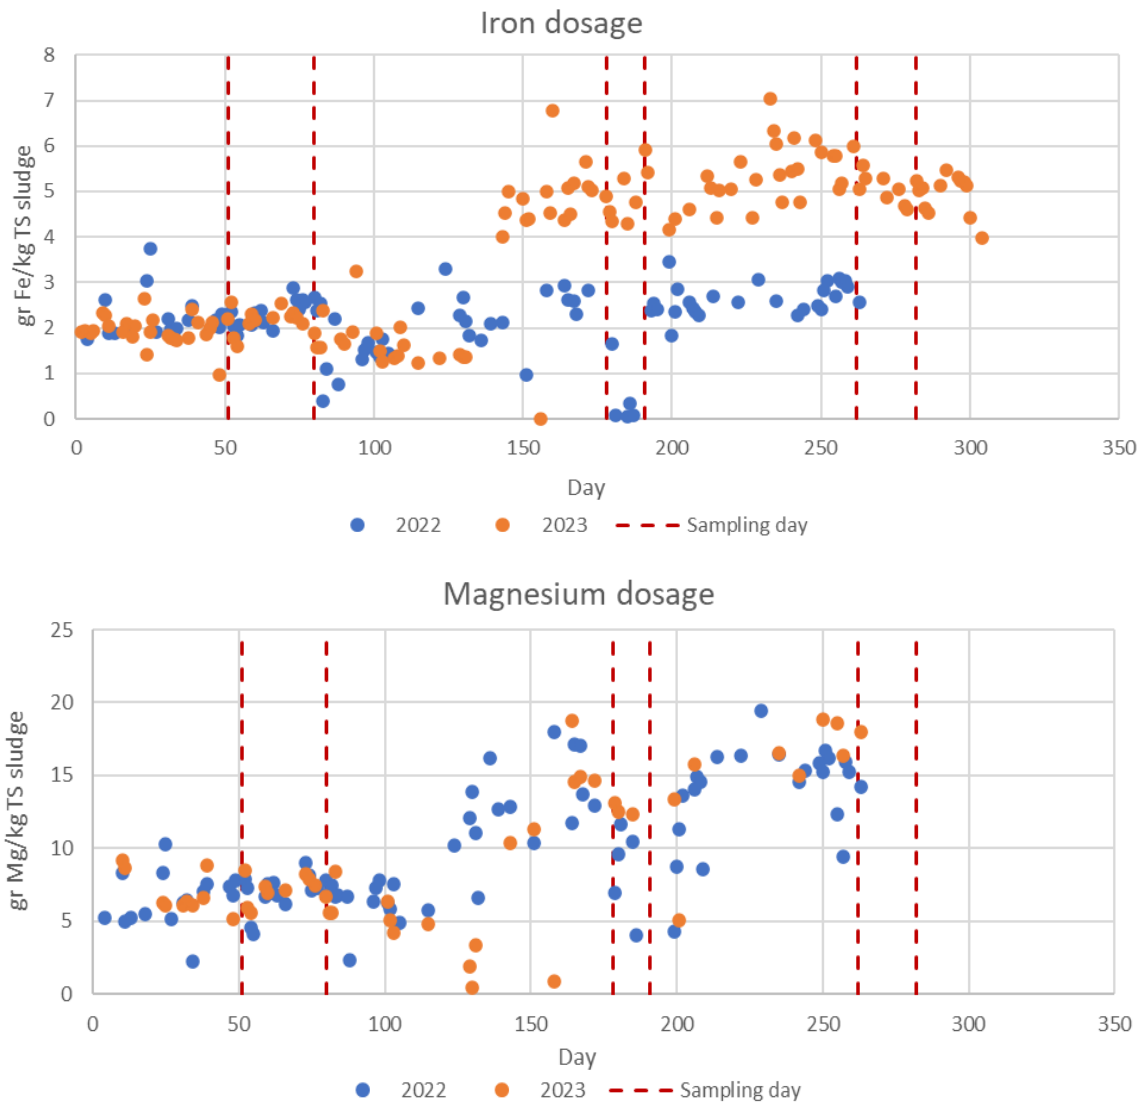 Iron dosage
gr Fe/kg TS sludge
8
7
6
5
4
3
2
1
0
0 50 100 150 200 250 300 350
Day
2022 2023 Sampling day
Magnesium dosage
gr Mg/kg TS sludge
25
20
15
10
5
0
0 50 100 150 200 250 300 350
Day
2022 2023 Sampling day